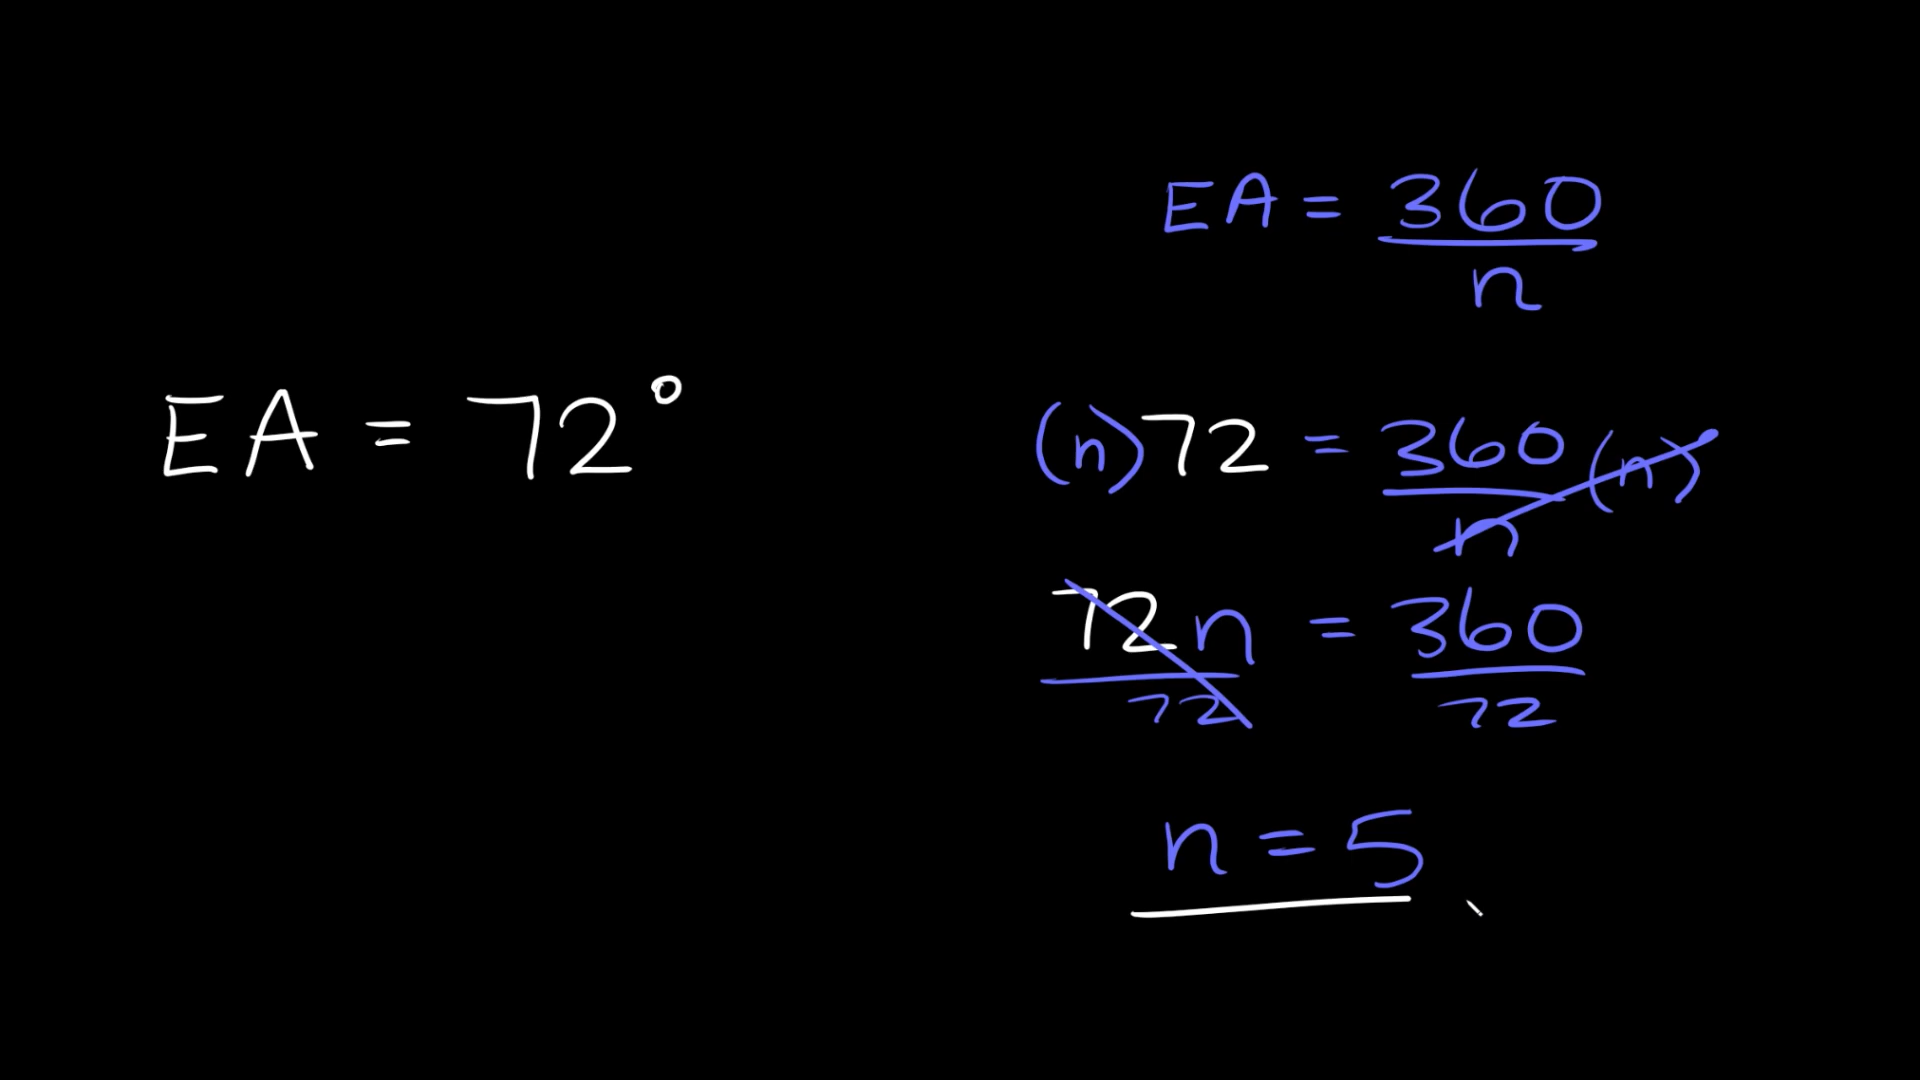 EA = 72°
EA = 360
n
(n) 72 = 360 (n)
n
72n = 360
72 72
n = 5